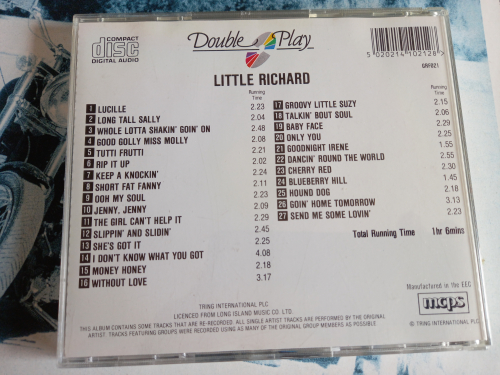 COMPACT
disc
DIGITAL AUDIO
Double Play
5 020214 102128 >
GRF021
LITTLE RICHARD
Running Time
1 LUCILLE 2.23
2 LONG TALL SALLY 2.04
3 WHOLE LOTTA SHAKIN' GOIN' ON 2.48
4 GOOD GOLLY MISS MOLLY 2.08
5 TUTTI FRUTTI 2.21
6 RIP IT UP 2.02
7 KEEP A KNOCKIN' 2.24
8 SHORT FAT FANNY 2.11
9 OOH MY SOUL 2.23
10 JENNY, JENNY 2.09
11 THE GIRL CAN'T HELP IT 2.29
12 SLIPPIN' AND SLIDIN' 2.45
13 SHE'S GOT IT 2.25
14 I DON'T KNOW WHAT YOU GOT 4.08
15 MONEY HONEY 2.18
16 WITHOUT LOVE 3.17
Running Time
17 GROOVY LITTLE SUZY 2.15
18 TALKIN' BOUT SOUL 2.06
19 BABY FACE 2.29
20 ONLY YOU 2.25
21 GOODNIGHT IRENE 1.55
22 DANCIN' ROUND THE WORLD 2.55
23 CHERRY RED 2.30
24 BLUEBERRY HILL 2.45
25 HOUND DOG 2.18
26 GOIN' HOME TOMORROW 3.13
27 SEND ME SOME LOVIN' 2.23
Total Running Time 1hr 6mins
Manufactured in the EEC
mcps
TRING INTERNATIONAL PLC
LICENCED FROM LONG ISLAND MUSIC CO. LTD.
THIS ALBUM CONTAINS SOME TRACKS THAT ARE RE-RECORDED. ALL SINGLE ARTIST TRACKS ARE PERFORMED BY THE ORIGINAL
ARTIST. TRACKS FEATURING GROUPS WERE RECORDED USING AS MANY OF THE ORIGINAL GROUP MEMBERS AS POSSIBLE
© TRING INTERNATIONAL PLC